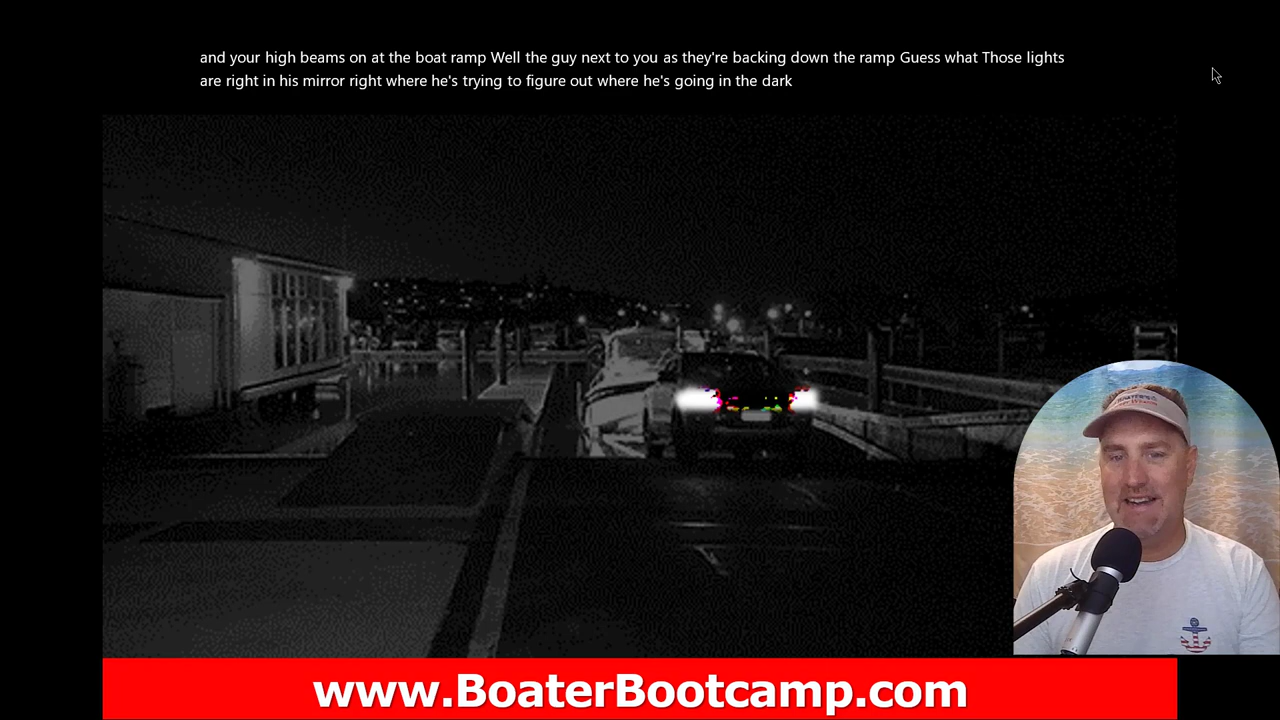 and your high beams on at the boat ramp Well the guy next to you as they're backing down the ramp Guess what Those lights
are right in his mirror right where he's trying to figure out where he's going in the dark
www.BoaterBootcamp.com